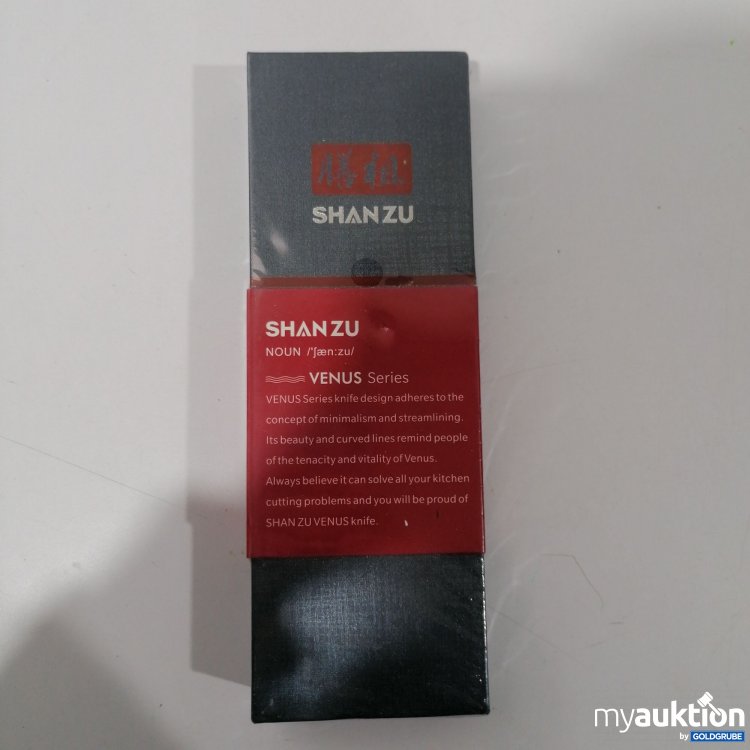 SHAN ZU
SHAN ZU
NOUN /'ʃæn:zu/
VENUS Series
VENUS Series knife design adheres to the
concept of minimalism and streamlining.
Its beauty and curved lines remind people
of the tenacity and vitality of Venus.
Always believe it can solve all your kitchen
cutting problems and you will be proud of
SHAN ZU VENUS knife.
myauktion
by GOLDGRUBE